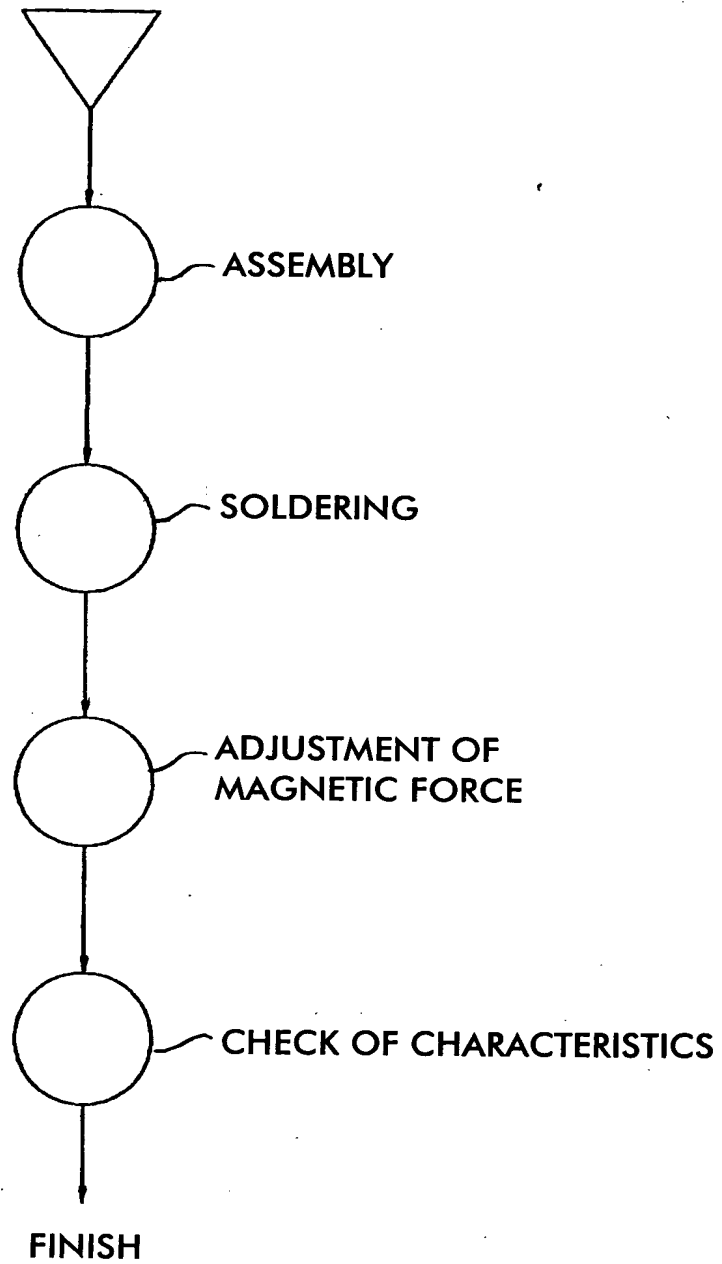 ASSEMBLY
SOLDERING
ADJUSTMENT OF
MAGNETIC FORCE
CHECK OF CHARACTERISTICS
FINISH